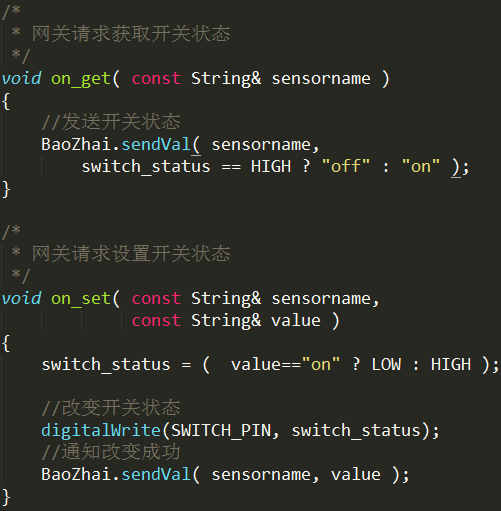 /*
 * 网关请求获取开关状态
 */
void on_get( const String& sensorname )
{
    //发送开关状态
    BaoZhai.sendVal( sensorname,
        switch_status == HIGH ? "off" : "on" );
}
/*
 * 网关请求设置开关状态
 */
void on_set( const String& sensorname,
             const String& value )
{
    switch_status = (  value=="on" ? LOW : HIGH );
    //改变开关状态
    digitalWrite(SWITCH_PIN, switch_status);
    //通知改变成功
    BaoZhai.sendVal( sensorname, value );
}